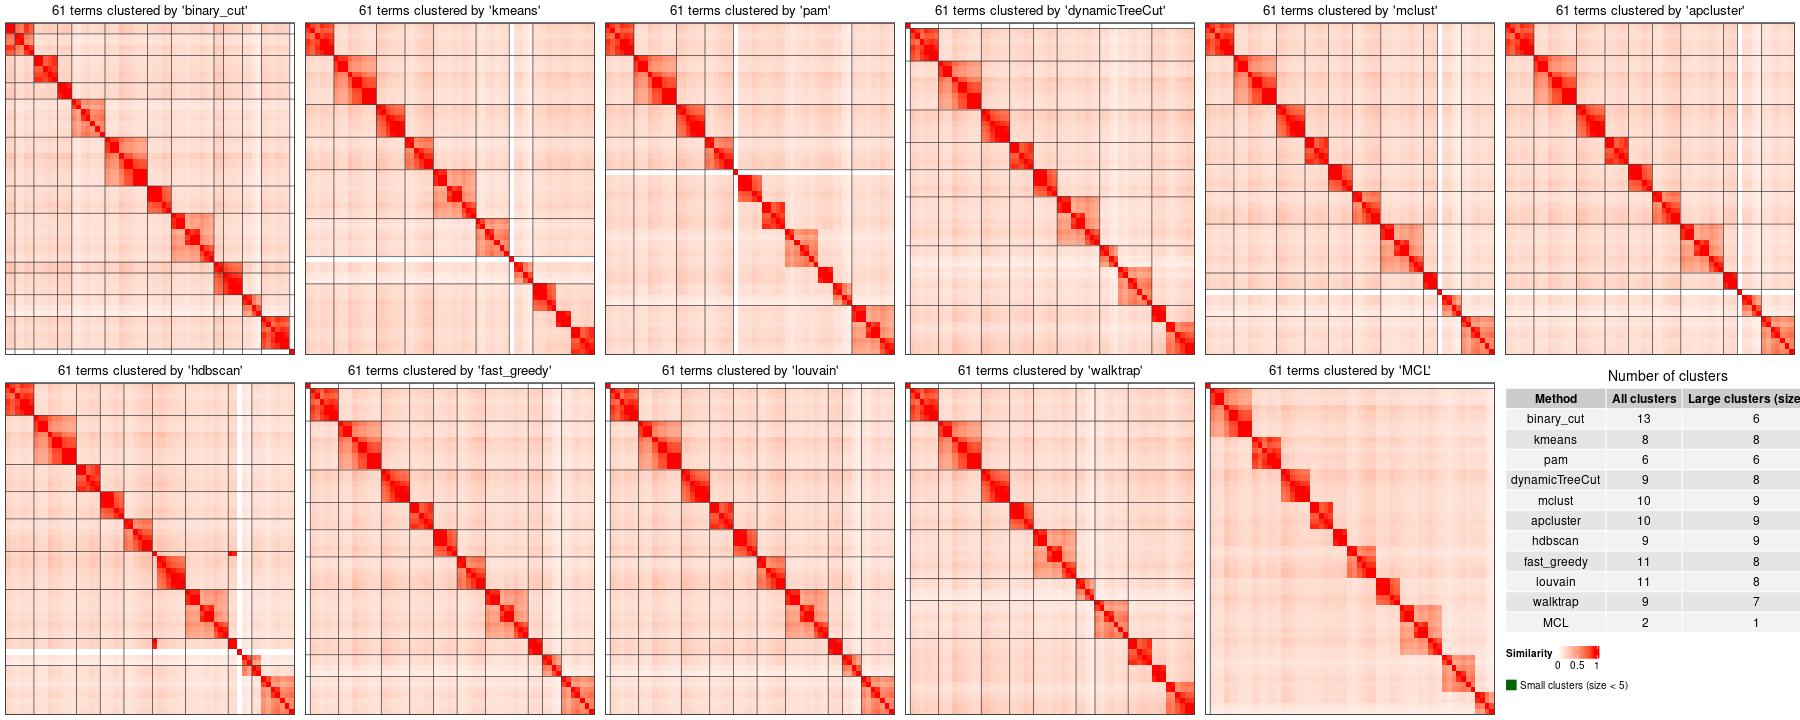 61 terms clustered by 'binary_cut'
61 terms clustered by 'kmeans'
61 terms clustered by 'pam'
61 terms clustered by 'dynamicTreeCut'
61 terms clustered by 'mclust'
61 terms clustered by 'apcluster'
61 terms clustered by 'hdbscan'
61 terms clustered by 'fast_greedy'
61 terms clustered by 'louvain'
61 terms clustered by 'walktrap'
61 terms clustered by 'MCL'
Number of clusters
Method All clusters Large clusters (size
binary_cut 13 6
kmeans 8 8
pam 6 6
dynamicTreeCut 9 8
mclust 10 9
apcluster 10 9
hdbscan 9 9
fast_greedy 11 8
louvain 11 8
walktrap 9 7
MCL 2 1
Similarity
0 0.5 1
Small clusters (size < 5)